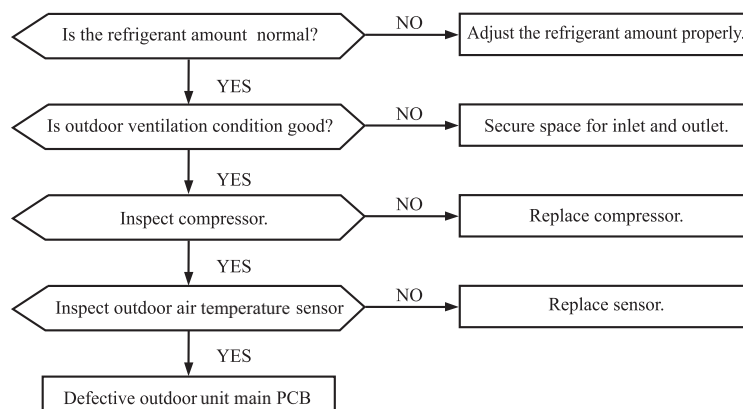 Is the refrigerant amount normal?
NO
Adjust the refrigerant amount properly.
YES
Is outdoor ventilation condition good?
NO
Secure space for inlet and outlet.
YES
Inspect compressor.
NO
Replace compressor.
YES
Inspect outdoor air temperature sensor
NO
Replace sensor.
YES
Defective outdoor unit main PCB